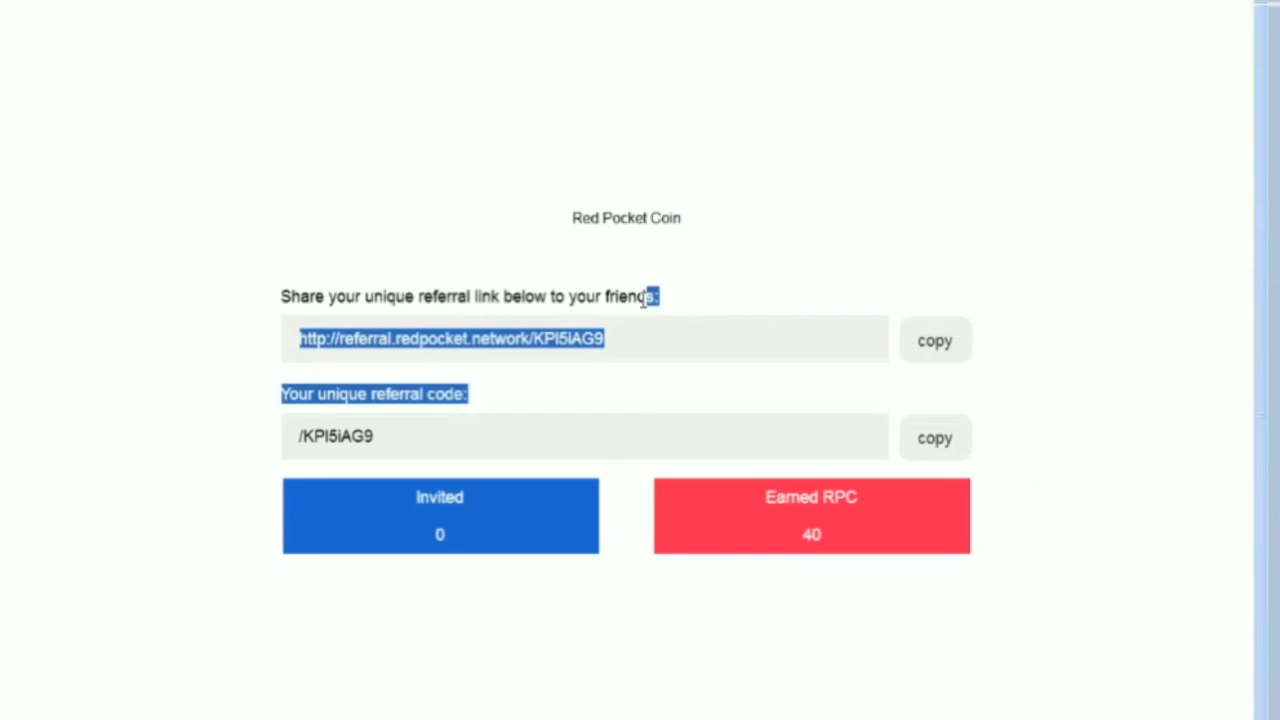 Red Pocket Coin
Share your unique referral link below to your friends:
http://referral.redpocket.network/KPI5iAG9
copy
Your unique referral code:
/KPI5iAG9
copy
Invited
0
Earned RPC
40